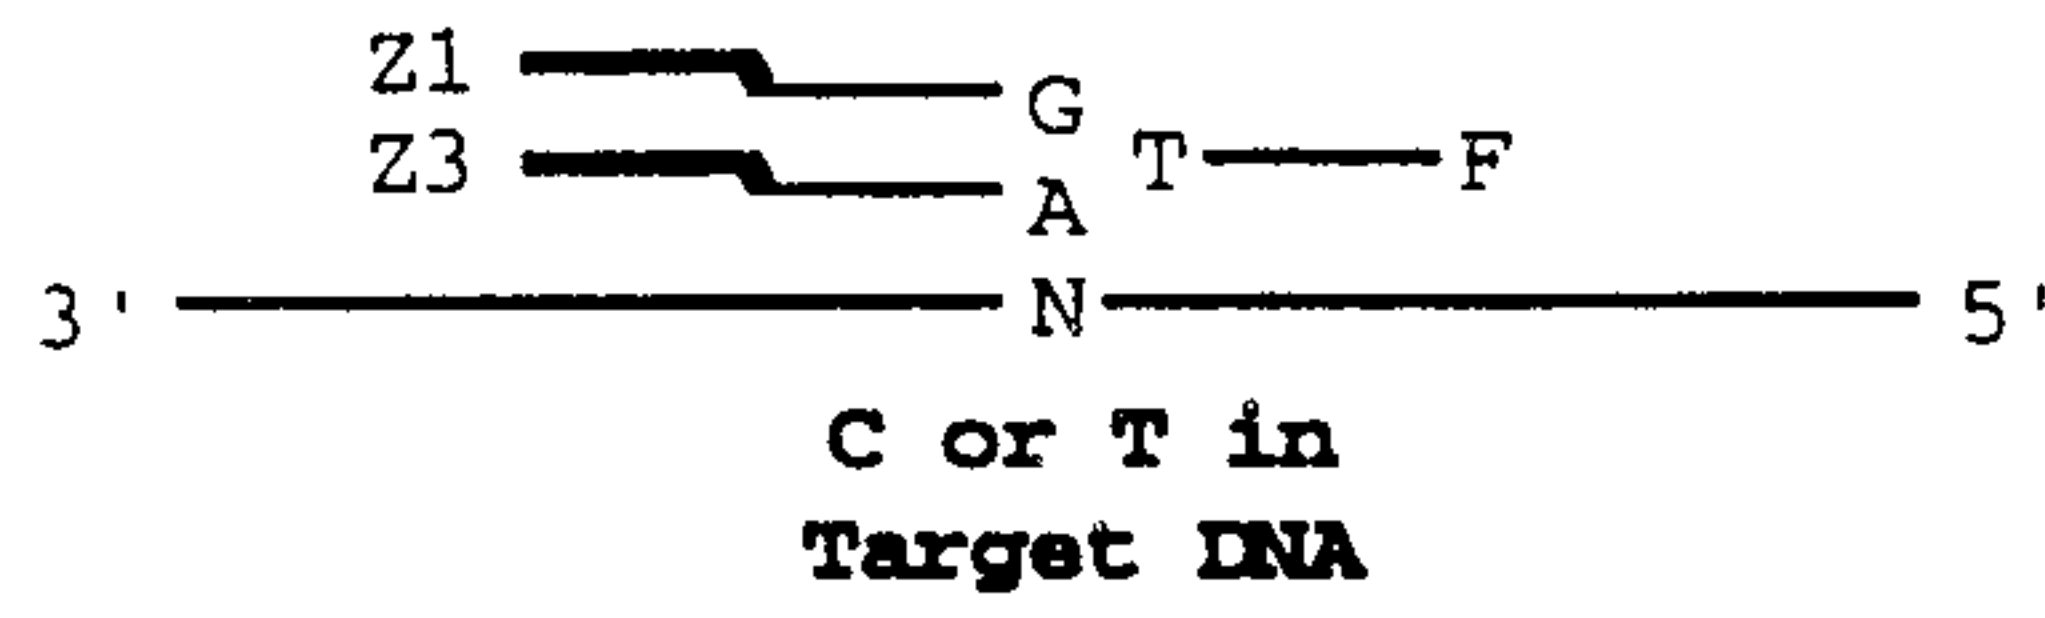 Z1 G
Z3 T F
A
3' N 5'
C or T in
Target DNA